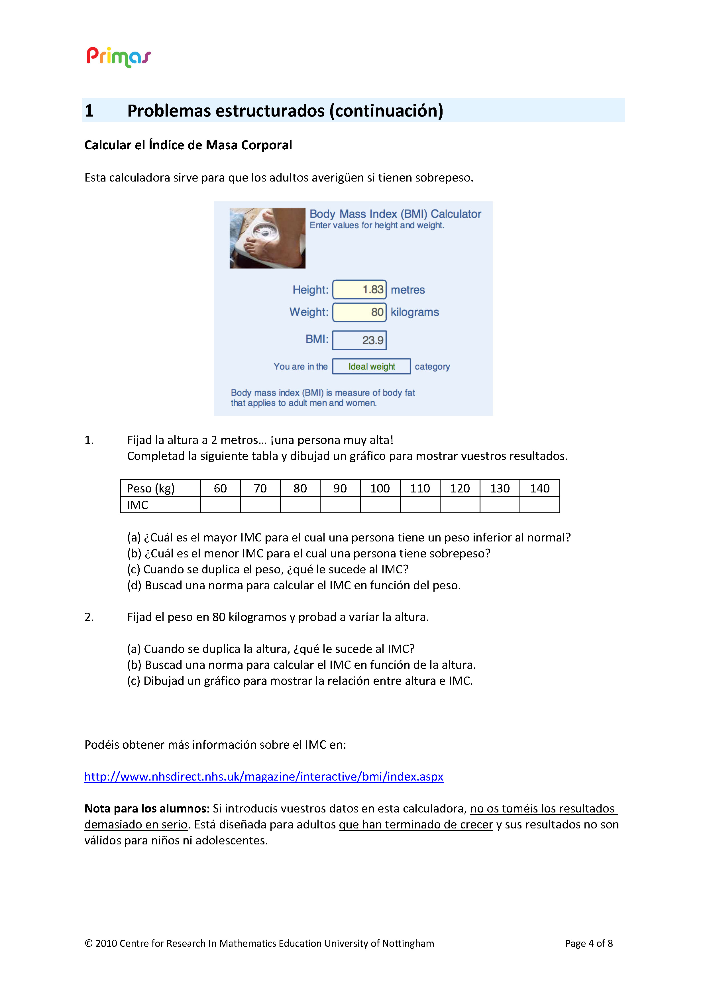 Primas
1 Problemas estructurados (continuación)
Calcular el Índice de Masa Corporal
Esta calculadora sirve para que los adultos averigüen si tienen sobrepeso.
Body Mass Index (BMI) Calculator
Enter values for height and weight.
Height: 1.83 metres
Weight: 80 kilograms
BMI: 23.9
You are in the Ideal weight category
Body mass index (BMI) is measure of body fat
that applies to adult men and women.
1. Fijad la altura a 2 metros... ¡una persona muy alta!
Completad la siguiente tabla y dibujad un gráfico para mostrar vuestros resultados.
Peso (kg) 60 70 80 90 100 110 120 130 140
IMC
(a) ¿Cuál es el mayor IMC para el cual una persona tiene un peso inferior al normal?
(b) ¿Cuál es el menor IMC para el cual una persona tiene sobrepeso?
(c) Cuando se duplica el peso, ¿qué le sucede al IMC?
(d) Buscad una norma para calcular el IMC en función del peso.
2. Fijad el peso en 80 kilogramos y probad a variar la altura.
(a) Cuando se duplica la altura, ¿qué le sucede al IMC?
(b) Buscad una norma para calcular el IMC en función de la altura.
(c) Dibujad un gráfico para mostrar la relación entre altura e IMC.
Podéis obtener más información sobre el IMC en:
http://www.nhsdirect.nhs.uk/magazine/interactive/bmi/index.aspx
Nota para los alumnos: Si introducís vuestros datos en esta calculadora, no os toméis los resultados
demasiado en serio. Está diseñada para adultos que han terminado de crecer y sus resultados no son
válidos para niños ni adolescentes.
© 2010 Centre for Research In Mathematics Education University of Nottingham Page 4 of 8